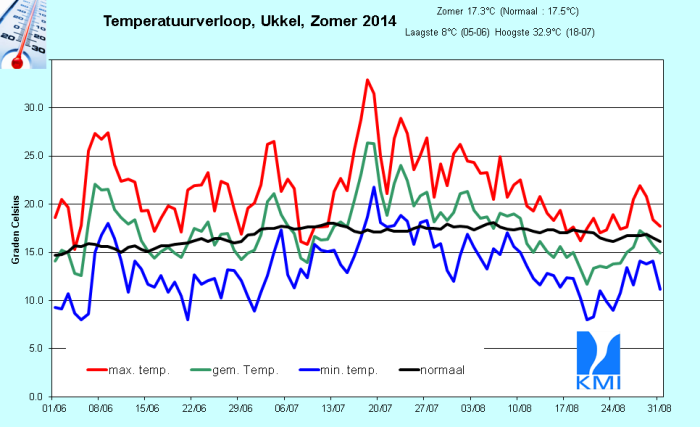 Temperatuurverloop, Ukkel, Zomer 2014
Zomer 17.3°C (Normaal : 17.5°C)
Laagste 8°C (05-06) Hoogste 32.9°C (18-07)
20 30
30.0
25.0
20.0
15.0
10.0
5.0
0.0
Graden Celsius
max. temp.
gem. Temp.
min. temp.
normaal
KMI
01/06 08/06 15/06 22/06 29/06 06/07 13/07 20/07 27/07 03/08 10/08 17/08 24/08 31/08